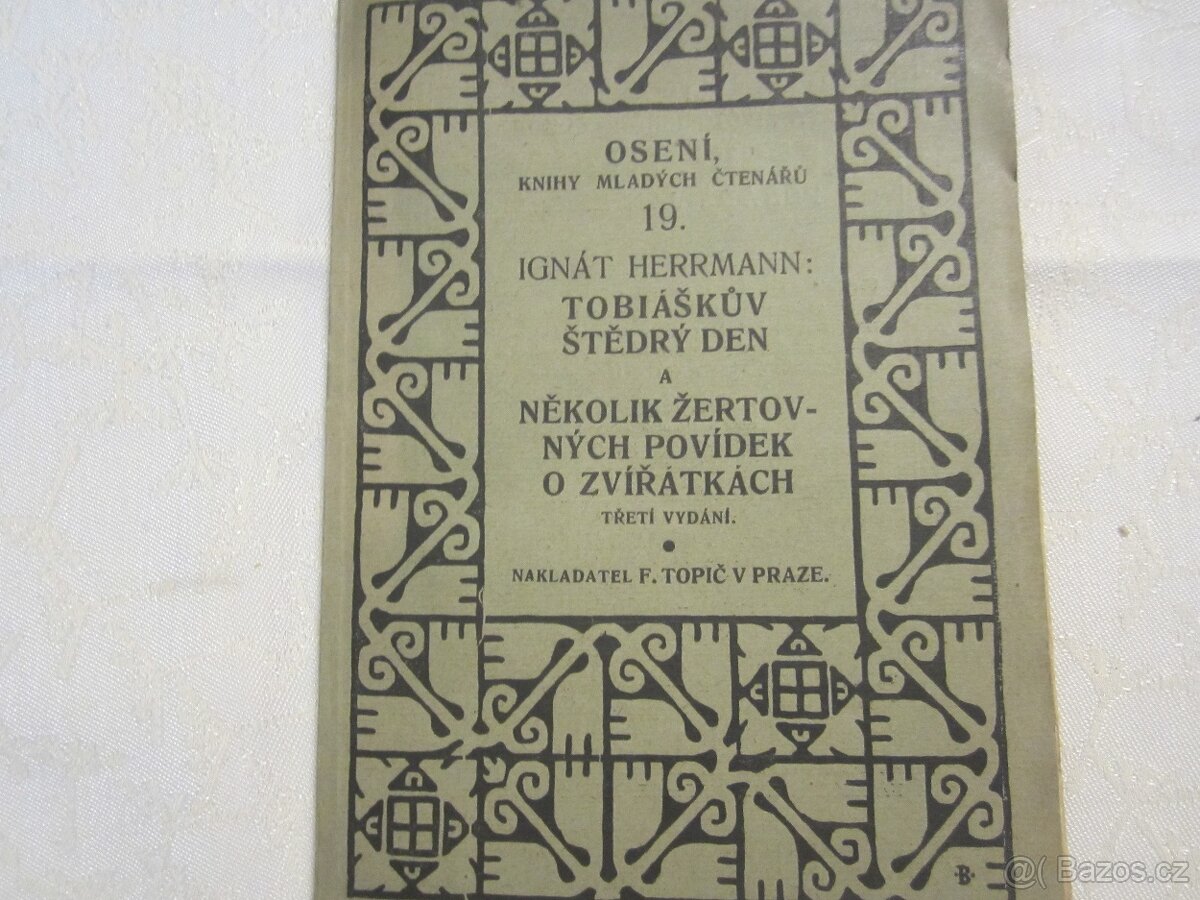 OSENÍ,
KNIHY MLADÝCH ČTENÁŘŮ
19.
IGNÁT HERRMANN:
TOBIÁŠKŮV
ŠTĚDRÝ DEN
A
NĚKOLIK ŽERTOV-
NÝCH POVÍDEK
O ZVÍŘÁTKÁCH
TŘETÍ VYDÁNÍ.
NAKLADATEL F. TOPIČ V PRAZE.
·B·
@( Bazos.cz